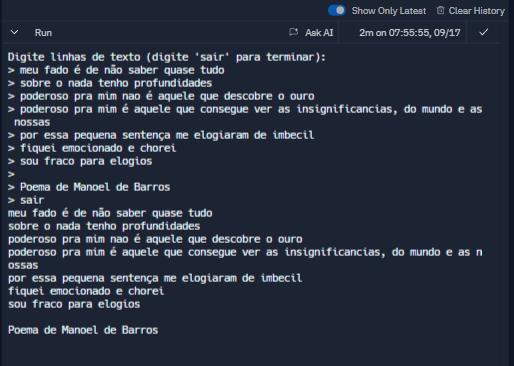 Show Only Latest Clear History
Run Ask AI 2m on 07:55:55, 09/17
Digite linhas de texto (digite 'sair' para terminar):
> meu fado é de não saber quase tudo
> sobre o nada tenho profundidades
> poderoso pra mim nao é aquele que descobre o ouro
> poderoso pra mim é aquele que consegue ver as insignificancias, do mundo e as
nossas
> por essa pequena sentença me elogiaram de imbecil
> fiquei emocionado e chorei
> sou fraco para elogios
>
> Poema de Manoel de Barros
> sair
meu fado é de não saber quase tudo
sobre o nada tenho profundidades
poderoso pra mim nao é aquele que descobre o ouro
poderoso pra mim é aquele que consegue ver as insignificancias, do mundo e as n
ossas
por essa pequena sentença me elogiaram de imbecil
fiquei emocionado e chorei
sou fraco para elogios

Poema de Manoel de Barros